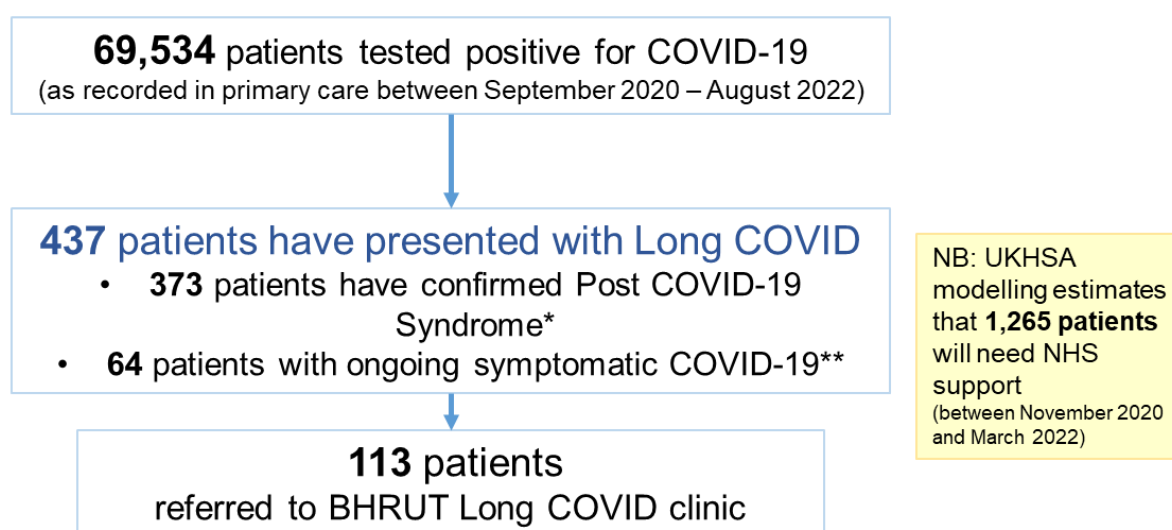 69,534 patients tested positive for COVID-19
(as recorded in primary care between September 2020 – August 2022)
437 patients have presented with Long COVID
• 373 patients have confirmed Post COVID-19
Syndrome*
• 64 patients with ongoing symptomatic COVID-19**
113 patients
referred to BHRUT Long COVID clinic
NB: UKHSA
modelling estimates
that 1,265 patients
will need NHS
support
(between November 2020
and March 2022)